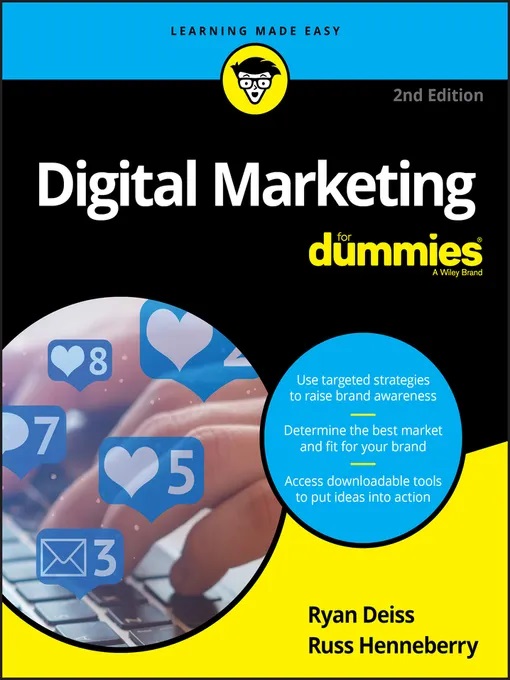 LEARNING MADE EASY
2nd Edition
Digital Marketing
for
dummies®
A Wiley Brand
8
2
7
5
3
Use targeted strategies
to raise brand awareness
Determine the best market
and fit for your brand
Access downloadable tools
to put ideas into action
Ryan Deiss
Russ Henneberry